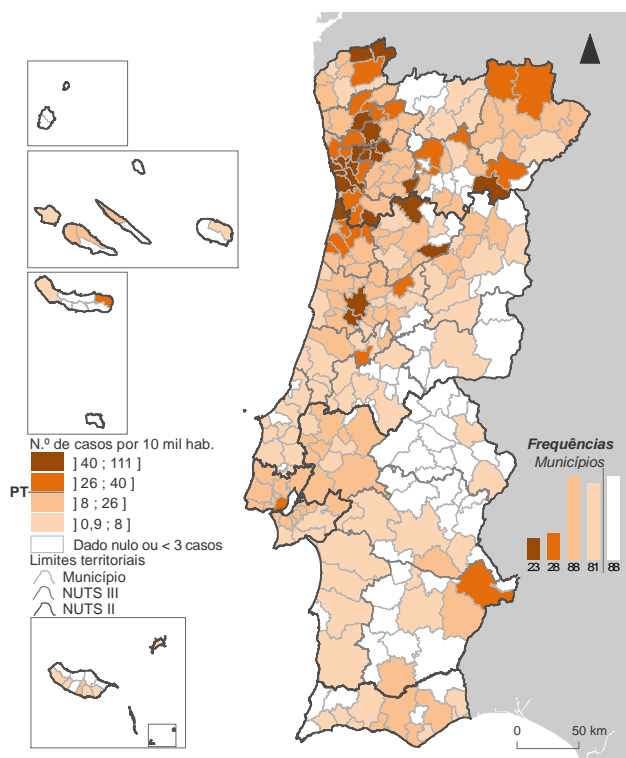 N.º de casos por 10 mil hab.
] 40 ; 111 ]
] 26 ; 40 ]
PT
] 8 ; 26 ]
] 0,9 ; 8 ]
Dado nulo ou < 3 casos
Limites territoriais
Município
NUTS III
NUTS II
Frequências
Municípios
23 28 88 81 88
0 50 km